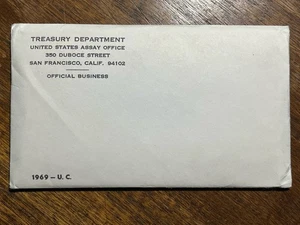 TREASURY DEPARTMENT
UNITED STATES ASSAY OFFICE
350 DUBOCE STREET
SAN FRANCISCO, CALIF. 94102
OFFICIAL BUSINESS
1969 — U. C.